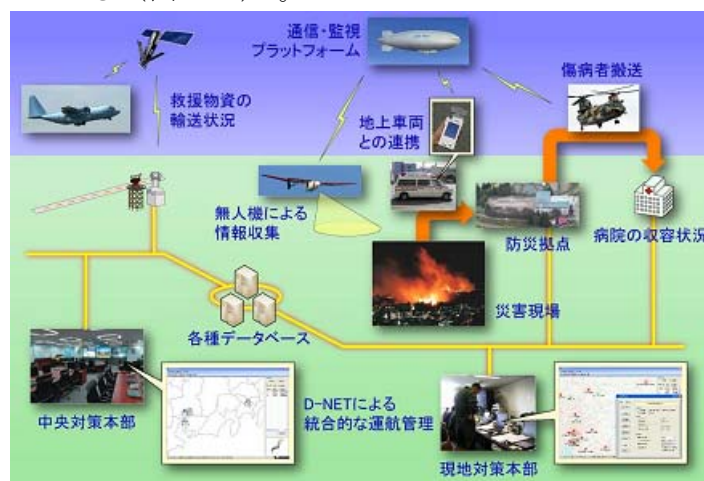 通信・監視
プラットフォーム
傷病者搬送
救援物資の
輸送状況
地上車両
との連携
無人機による
情報収集
防災拠点
病院の収容状況
災害現場
各種データベース
中央対策本部
D-NETによる
統合的な運航管理
現地対策本部